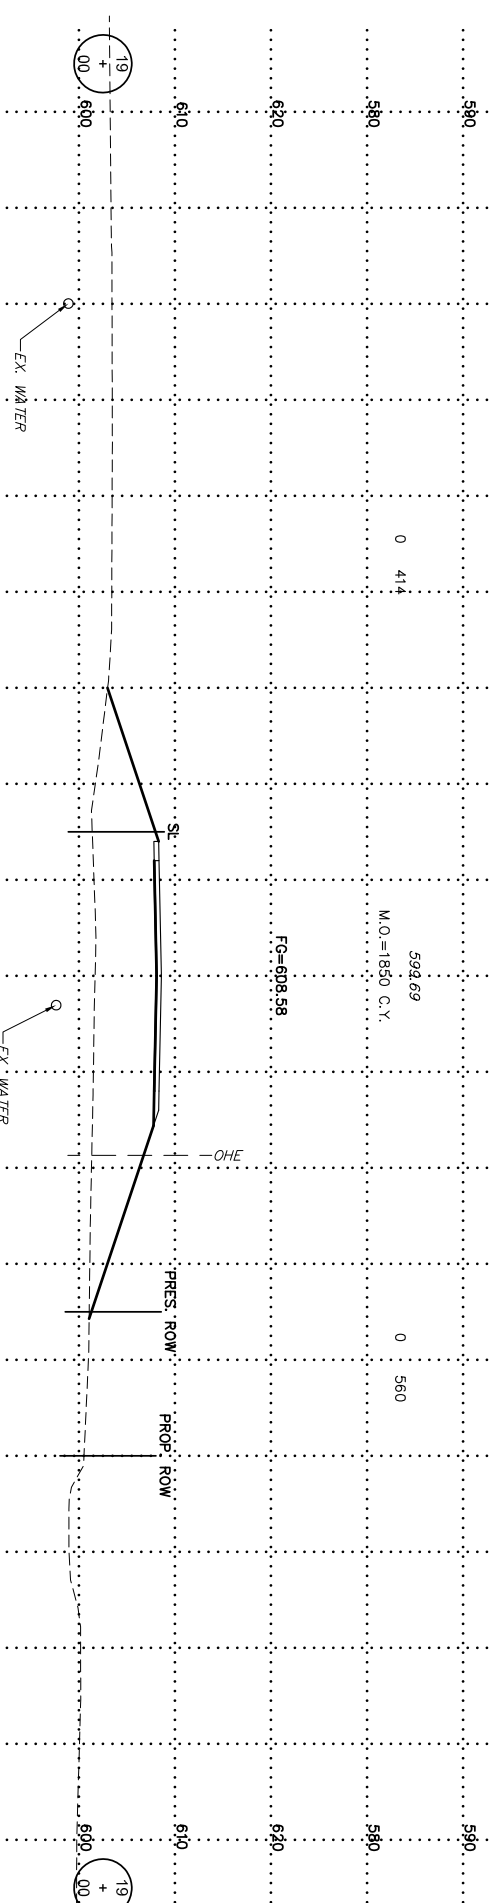 590
590
599.69
0 414
0 560
M.O.=1850 C.Y.
580
580
620
620
FG=608.58
OHE
610
SL
PRES. ROW
PROP ROW
610
19
+
00
600
600
19
+
00
EX. WATER
EX. WATER